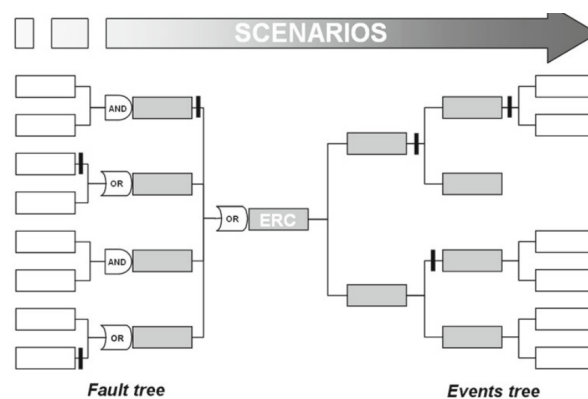 SCENARIOS
AND
OR
OR
ERC
AND
OR
Fault tree
Events tree